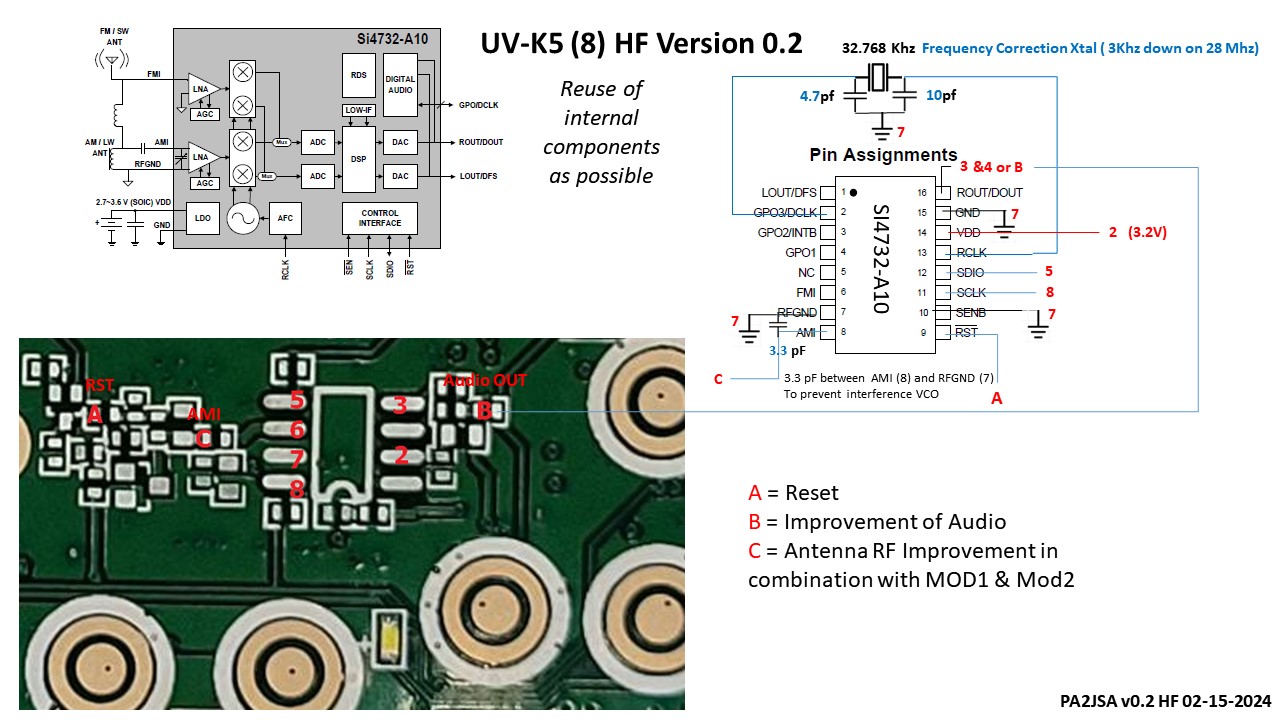 UV-K5 (8) HF Version 0.2
Reuse of
internal
components
as possible
FM / SW
ANT
FMI
Si4732-A10
LNA
AGC
RDS
DIGITAL
AUDIO
LOW-IF
GPO/DCLK
AM / LW
ANT
AMI
RFGND
LNA
AGC
Mux
Mux
ADC
ADC
DSP
DAC
DAC
ROUT/DOUT
LOUT/DFS
2.7~3.6 V (SOIC) VDD
+
GND
LDO
AFC
CONTROL
INTERFACE
RCLK
SEN
SCLK
SDIO
RST
32.768 Khz Frequency Correction Xtal ( 3Khz down on 28 Mhz)
4.7pf
10pf
7
Pin Assignments
3 &4 or B
LOUT/DFS 1 16 ROUT/DOUT
GPO3/DCLK 2 15 GND 7
GPO2/INTB 3 14 VDD 2 (3.2V)
GPO1 4 13 RCLK
NC 5 12 SDIO 5
FMI 6 11 SCLK 8
7 RFGND 7 10 SENB 7
AMI 8 9 RST
SI4732-A10
3.3 pF
C
3.3 pF between AMI (8) and RFGND (7)
To prevent interference VCO
A
RST
A
AMI
C
5
6
7
8
3
2
Audio OUT
B
A = Reset
B = Improvement of Audio
C = Antenna RF Improvement in
combination with MOD1 & Mod2
PA2JSA v0.2 HF 02-15-2024